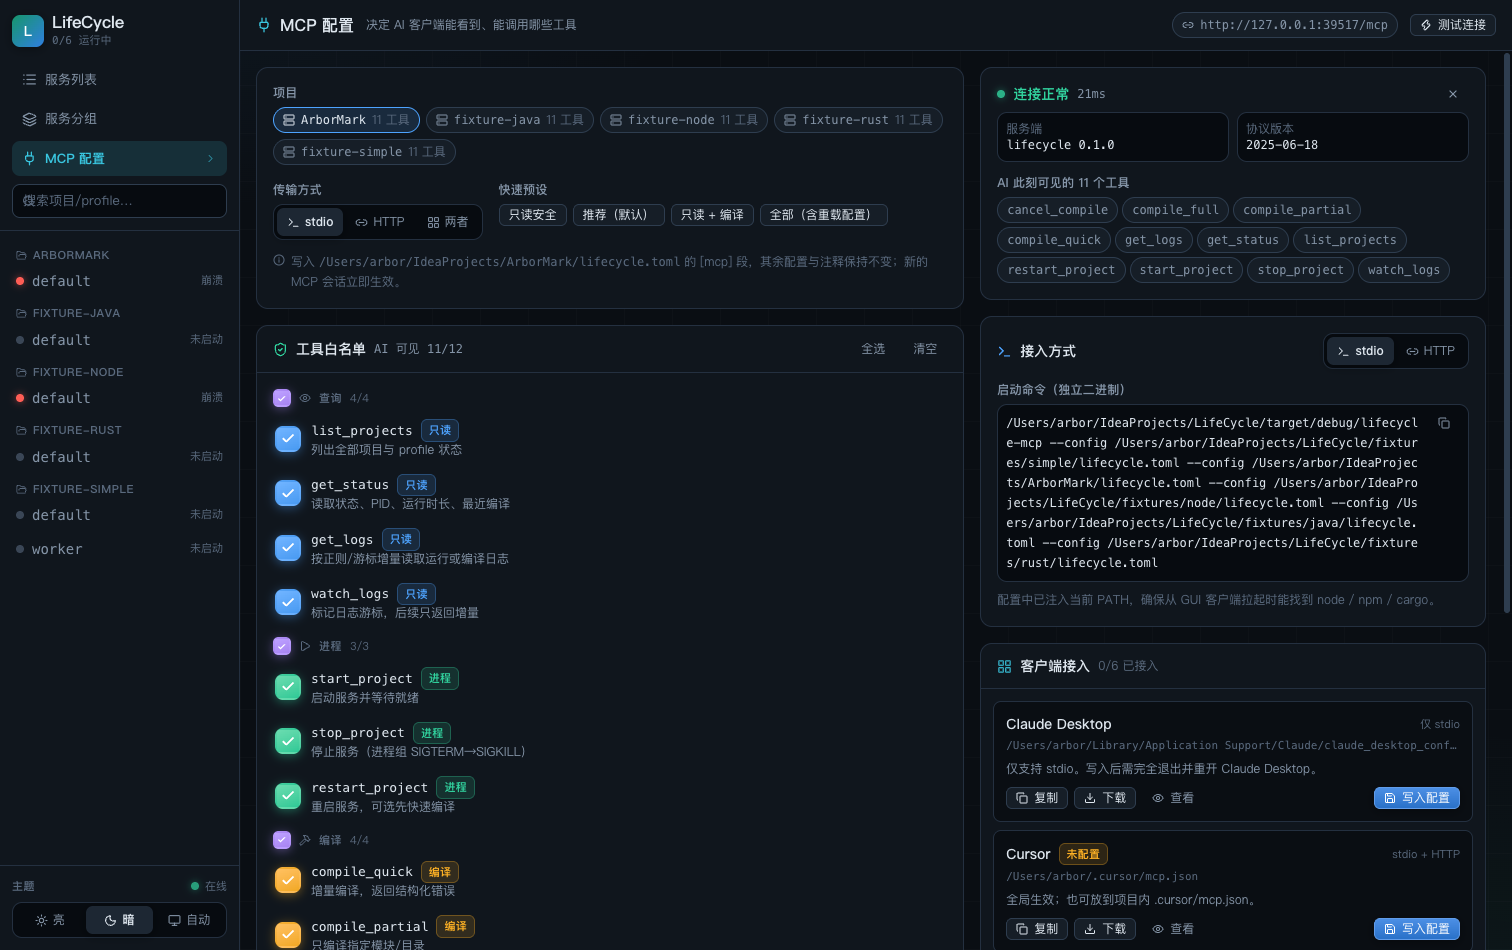 L
LifeCycle
0/6 运行中
服务列表
服务分组
MCP 配置
搜索项目/profile...
ARBORMARK
default 崩溃
FIXTURE-JAVA
default 未启动
FIXTURE-NODE
default 崩溃
FIXTURE-RUST
default 未启动
FIXTURE-SIMPLE
default 未启动
worker 未启动
主题 在线
亮 暗 自动
MCP 配置 决定 AI 客户端能看到、能调用哪些工具
http://127.0.0.1:39517/mcp 测试连接
项目
ArborMark 11 工具 fixture-java 11 工具 fixture-node 11 工具 fixture-rust 11 工具
fixture-simple 11 工具
传输方式 快速预设
stdio HTTP 两者 只读安全 推荐（默认） 只读 + 编译 全部（含重载配置）
写入 /Users/arbor/IdeaProjects/ArborMark/lifecycle.toml 的 [mcp] 段，其余配置与注释保持不变；新的
MCP 会话立即生效。
工具白名单 AI 可见 11/12 全选 清空
查询 4/4
list_projects 只读
列出全部项目与 profile 状态
get_status 只读
读取状态、PID、运行时长、最近编译
get_logs 只读
按正则/游标增量读取运行或编译日志
watch_logs 只读
标记日志游标，后续只返回增量
进程 3/3
start_project 进程
启动服务并等待就绪
stop_project 进程
停止服务（进程组 SIGTERM→SIGKILL）
restart_project 进程
重启服务，可选先快速编译
编译 4/4
compile_quick 编译
增量编译，返回结构化错误
compile_partial 编译
只编译指定模块/目录
连接正常 21ms
服务端
lifecycle 0.1.0
协议版本
2025-06-18
AI 此刻可见的 11 个工具
cancel_compile compile_full compile_partial
compile_quick get_logs get_status list_projects
restart_project start_project stop_project watch_logs
接入方式 stdio HTTP
启动命令（独立二进制）
/Users/arbor/IdeaProjects/LifeCycle/target/debug/lifecycl
e-mcp --config /Users/arbor/IdeaProjects/LifeCycle/fixtur
es/simple/lifecycle.toml --config /Users/arbor/IdeaProjec
ts/ArborMark/lifecycle.toml --config /Users/arbor/IdeaPro
jects/LifeCycle/fixtures/node/lifecycle.toml --config /Us
ers/arbor/IdeaProjects/LifeCycle/fixtures/java/lifecycle.
toml --config /Users/arbor/IdeaProjects/LifeCycle/fixture
s/rust/lifecycle.toml
配置中已注入当前 PATH，确保从 GUI 客户端拉起时能找到 node / npm / cargo。
客户端接入 0/6 已接入
Claude Desktop 仅 stdio
/Users/arbor/Library/Application Support/Claude/claude_desktop_conf…
仅支持 stdio。写入后需完全退出并重开 Claude Desktop。
复制 下载 查看 写入配置
Cursor 未配置 stdio + HTTP
/Users/arbor/.cursor/mcp.json
全局生效；也可放到项目内 .cursor/mcp.json。
复制 下载 查看 写入配置